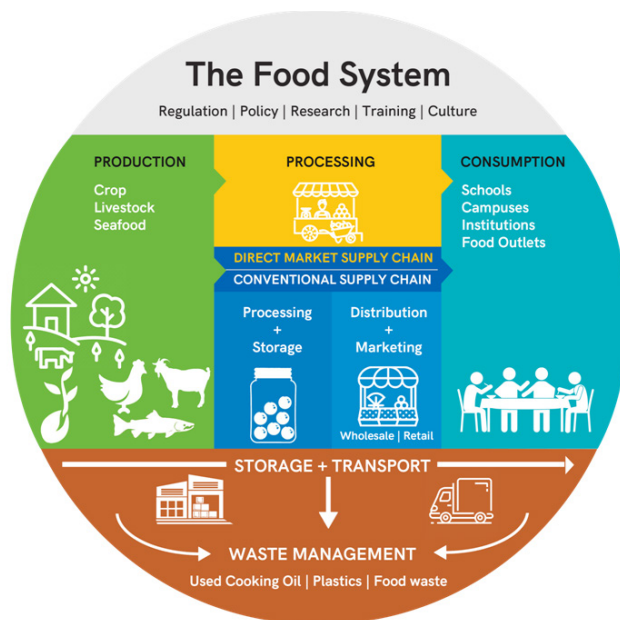 The Food System
Regulation | Policy | Research | Training | Culture
PRODUCTION
Crop
Livestock
Seafood
PROCESSING
DIRECT MARKET SUPPLY CHAIN
CONVENTIONAL SUPPLY CHAIN
Processing
+
Storage
Distribution
+
Marketing
Wholesale | Retail
CONSUMPTION
Schools
Campuses
Institutions
Food Outlets
STORAGE + TRANSPORT
WASTE MANAGEMENT
Used Cooking Oil | Plastics | Food waste